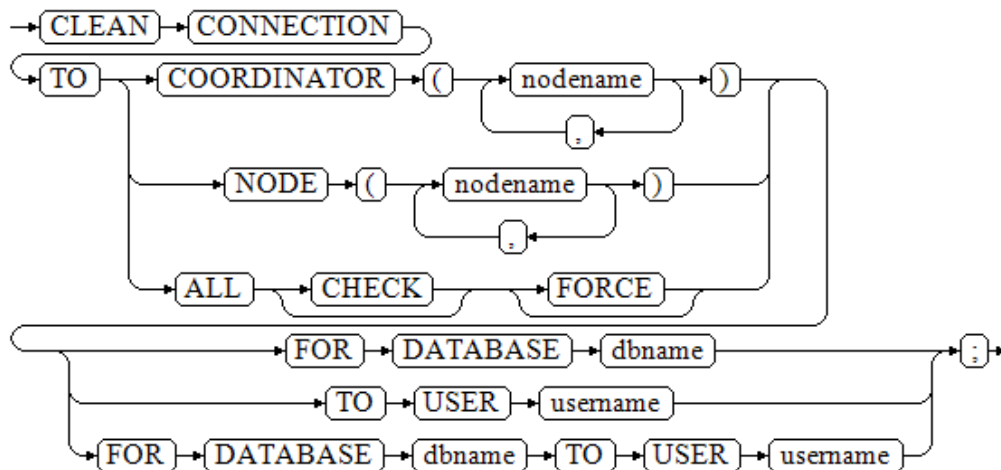 CLEAN CONNECTION
TO COORDINATOR ( nodename )
,
NODE ( nodename )
,
ALL CHECK FORCE
FOR DATABASE dbname ;
TO USER username
FOR DATABASE dbname TO USER username